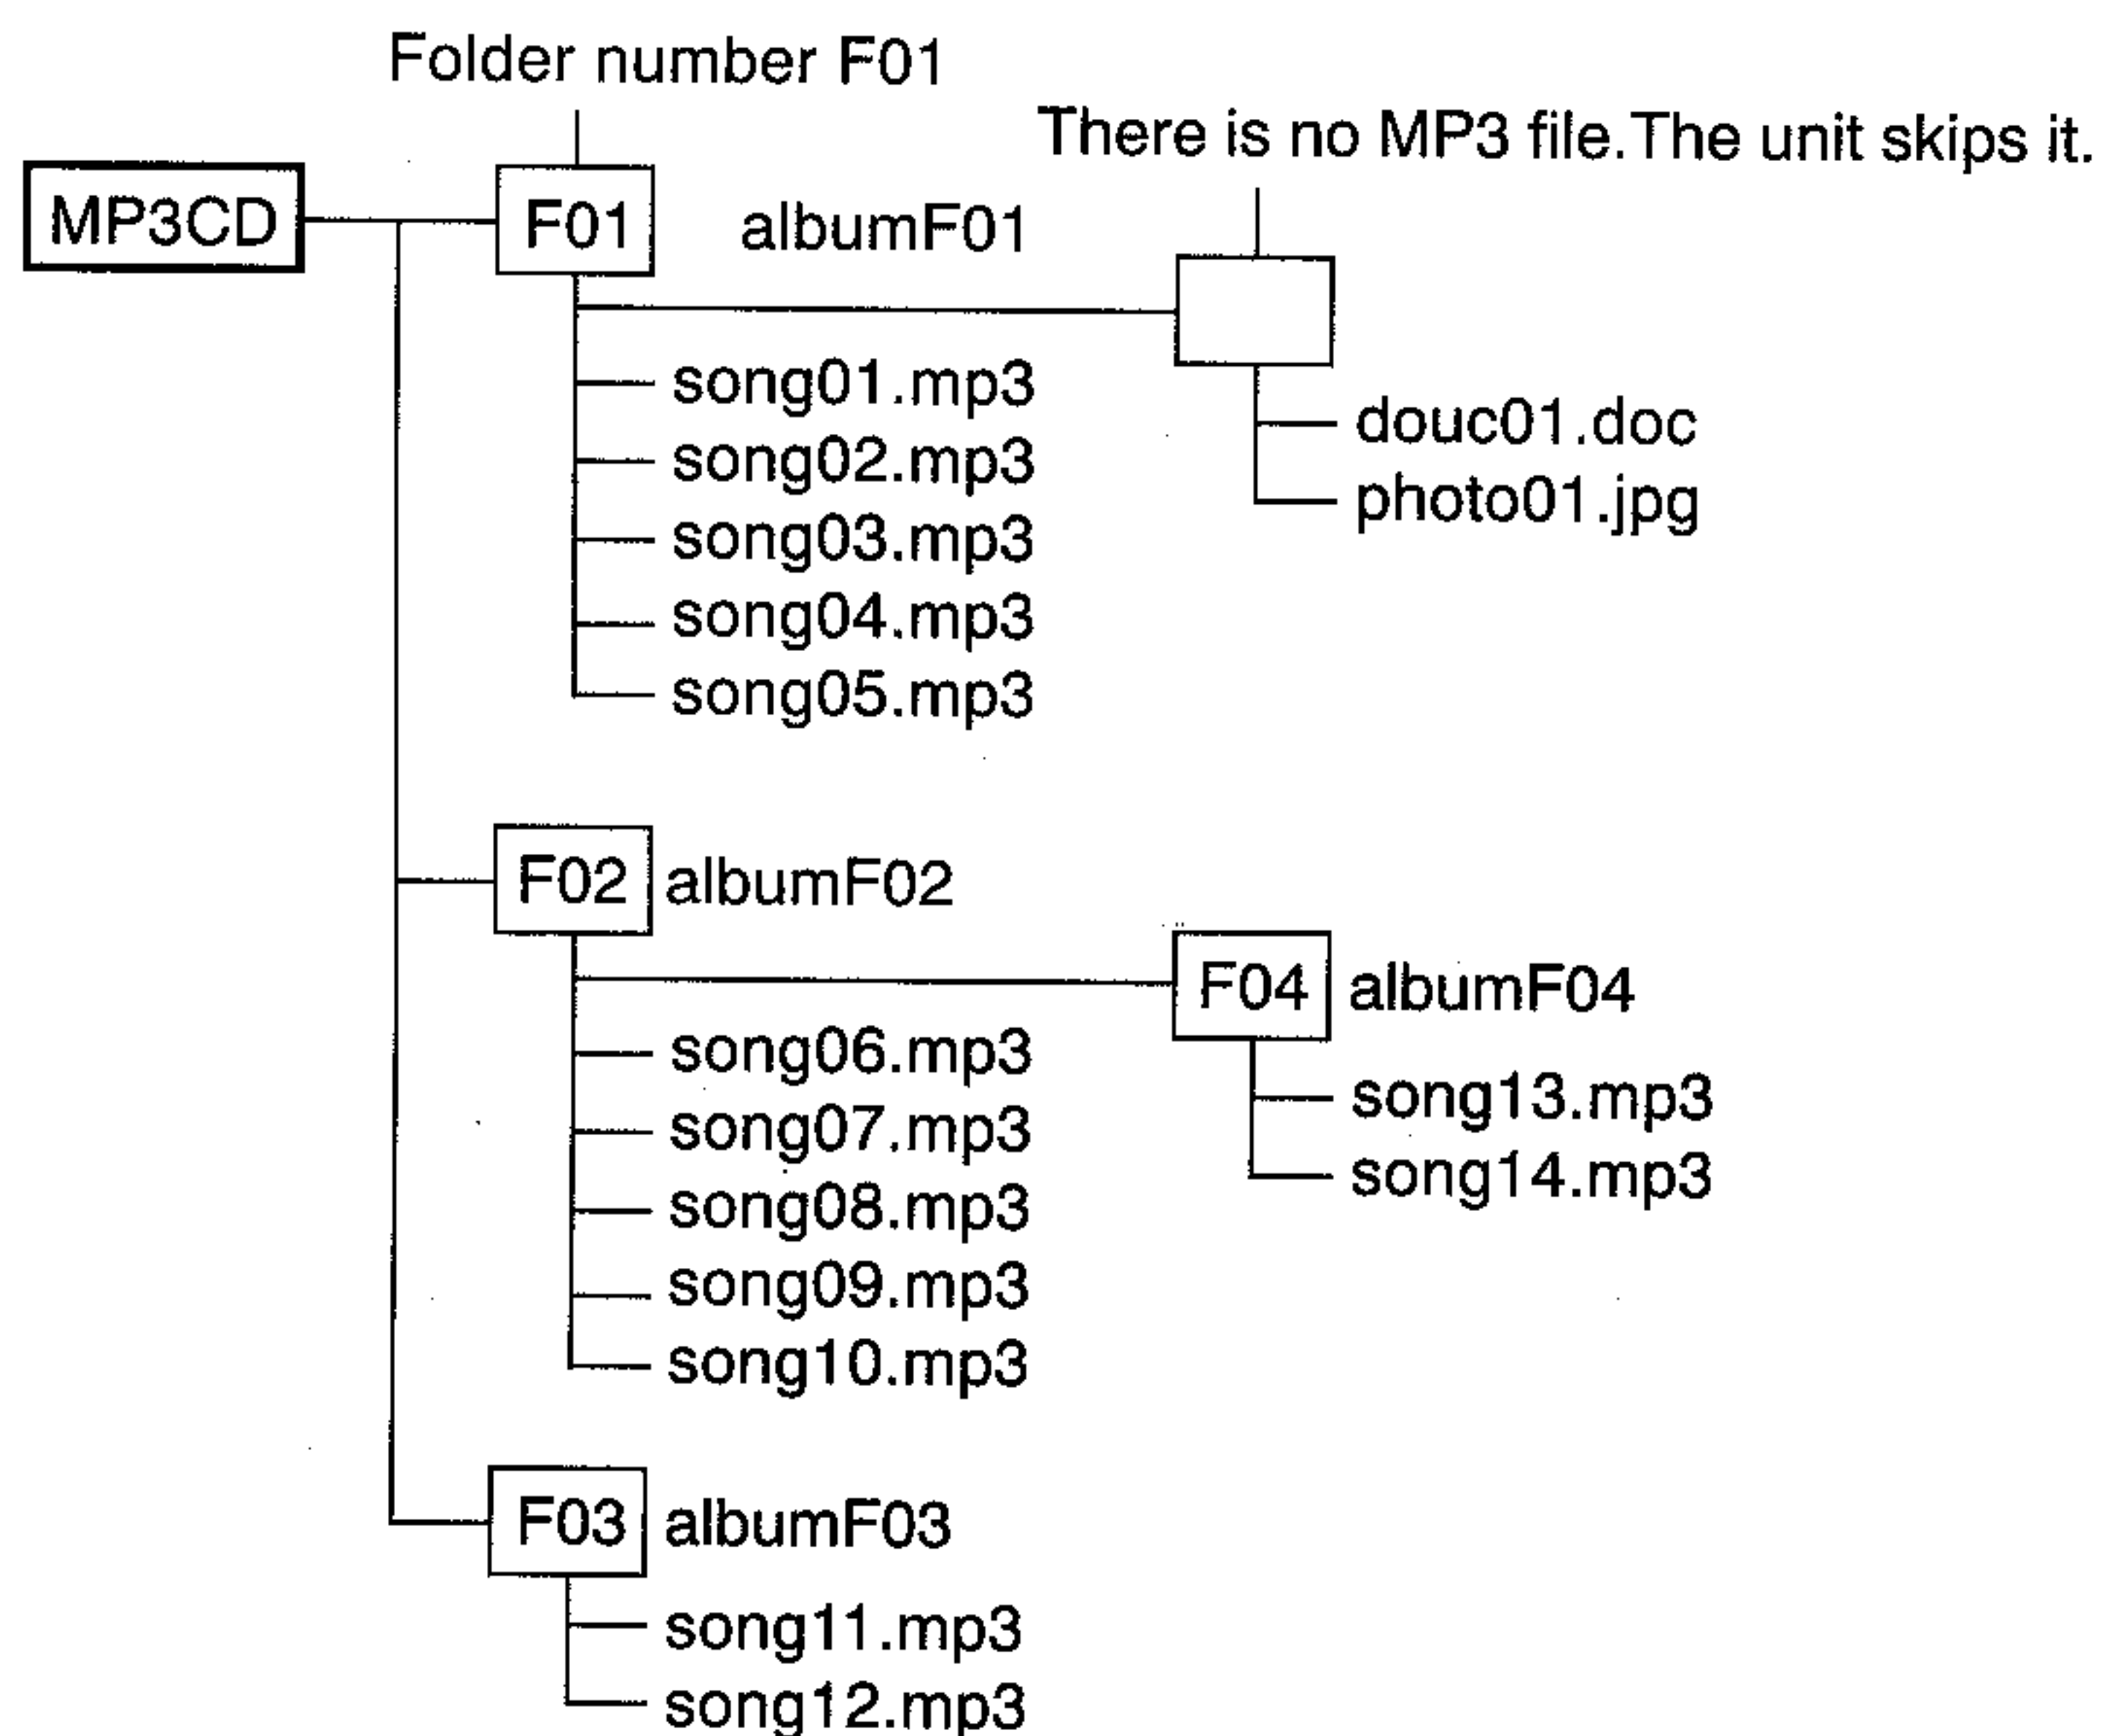 Folder number F01
There is no MP3 file.The unit skips it.
MP3CD
F01
albumF01
song01.mp3
song02.mp3
song03.mp3
song04.mp3
song05.mp3
douc01.doc
photo01.jpg
F02
albumF02
F04
albumF04
song06.mp3
song07.mp3
song08.mp3
song09.mp3
song10.mp3
song13.mp3
song14.mp3
F03
albumF03
song11.mp3
song12.mp3